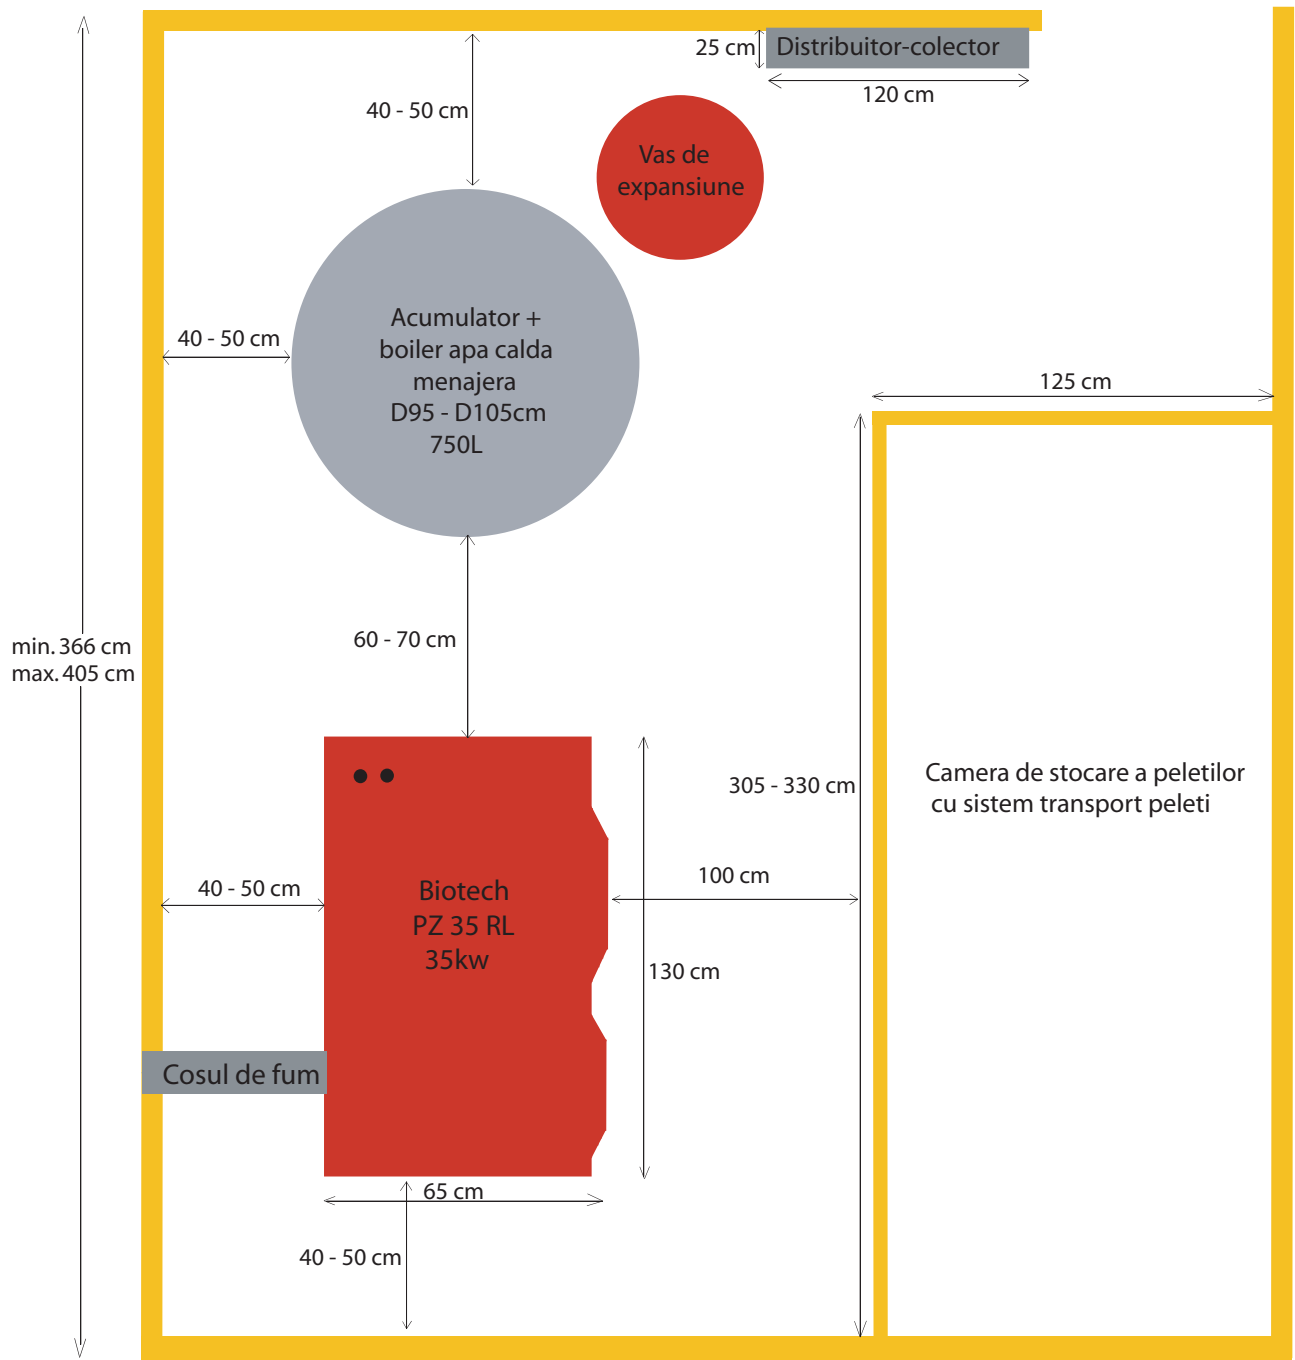 25 cm
Distribuitor-colector
120 cm
40 - 50 cm
Vas de
expansiune
Acumulator +
boiler apa calda
menajera
D95 - D105cm
750L
40 - 50 cm
125 cm
min. 366 cm
max. 405 cm
60 - 70 cm
305 - 330 cm
Camera de stocare a peletilor
cu sistem transport peleti
100 cm
40 - 50 cm
Biotech
PZ 35 RL
35kw
130 cm
Cosul de fum
65 cm
40 - 50 cm